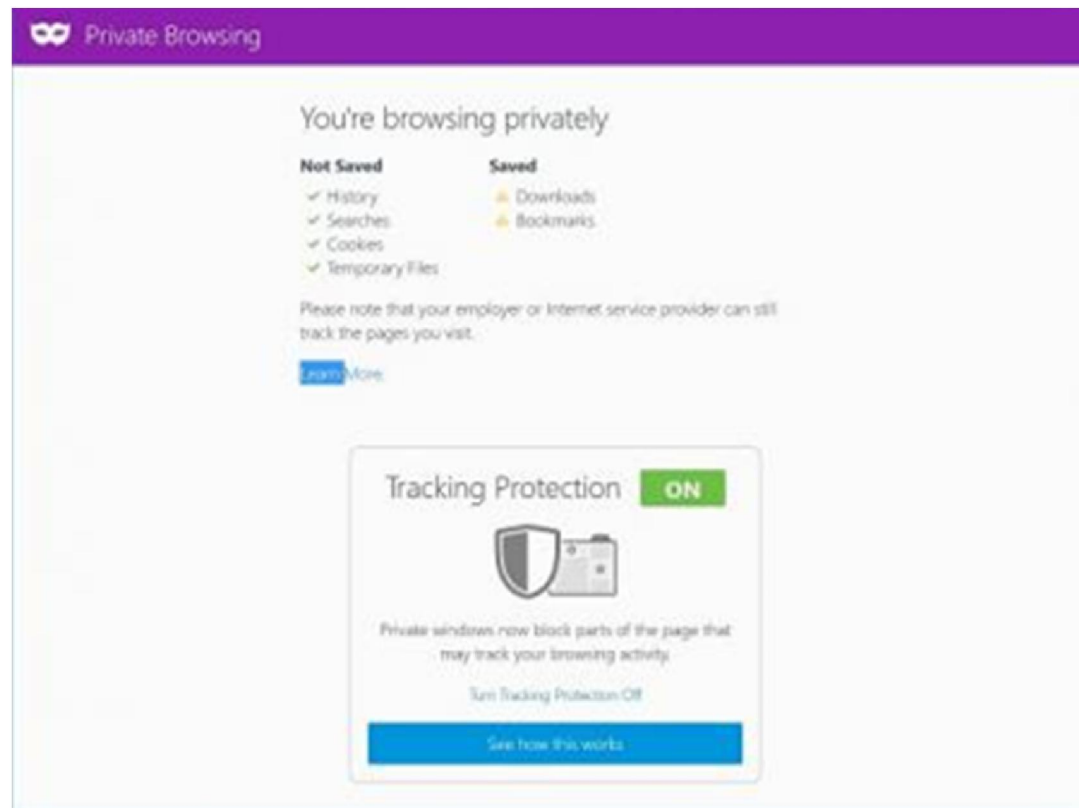 Private Browsing
You're browsing privately
Not Saved
History
Searches
Cookies
Temporary Files
Saved
Downloads
Bookmarks
Please note that your employer or Internet service provider can still
track the pages you visit.
Learn More.
Tracking Protection ON
Private windows now block parts of the page that
may track your browsing activity.
Turn Tracking Protection Off
See how this works